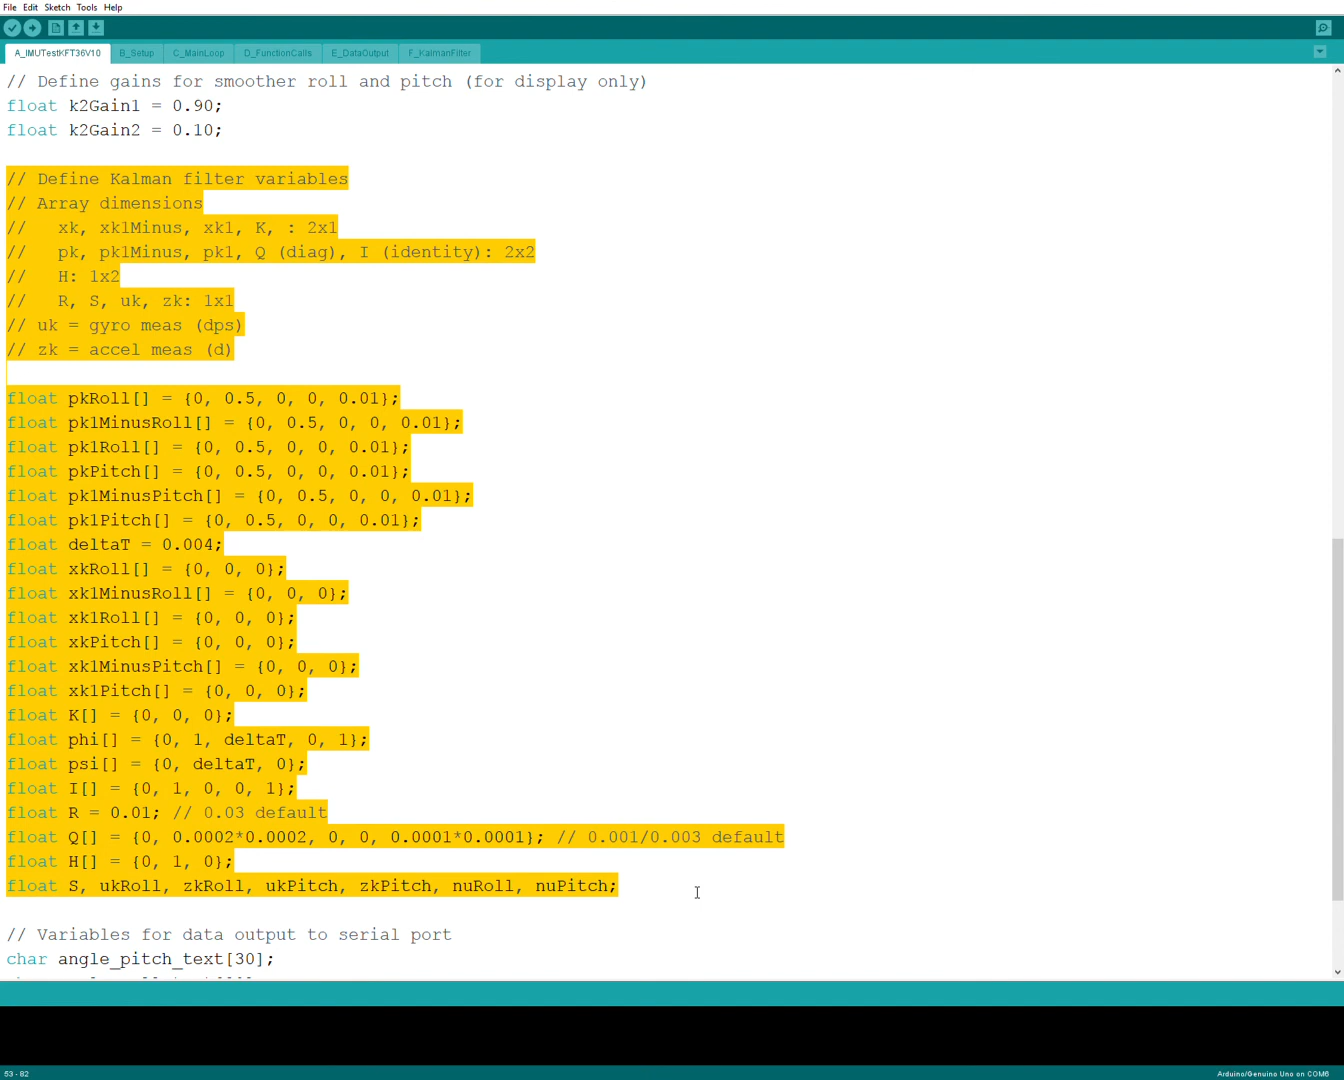 File Edit Sketch Tools Help
A_IMUTestKFT36V10 B_Setup C_MainLoop D_FunctionCalls E_DataOutput F_KalmanFilter
// Define gains for smoother roll and pitch (for display only)
float k2Gain1 = 0.90;
float k2Gain2 = 0.10;
// Define Kalman filter variables
// Array dimensions
//   xk, xk1Minus, xk1, K, : 2x1
//   pk, pk1Minus, pk1, Q (diag), I (identity): 2x2
//   H: 1x2
//   R, S, uk, zk: 1x1
// uk = gyro meas (dps)
// zk = accel meas (d)
float pkRoll[] = {0, 0.5, 0, 0, 0.01};
float pk1MinusRoll[] = {0, 0.5, 0, 0, 0.01};
float pk1Roll[] = {0, 0.5, 0, 0, 0.01};
float pkPitch[] = {0, 0.5, 0, 0, 0.01};
float pk1MinusPitch[] = {0, 0.5, 0, 0, 0.01};
float pk1Pitch[] = {0, 0.5, 0, 0, 0.01};
float deltaT = 0.004;
float xkRoll[] = {0, 0, 0};
float xk1MinusRoll[] = {0, 0, 0};
float xk1Roll[] = {0, 0, 0};
float xkPitch[] = {0, 0, 0};
float xk1MinusPitch[] = {0, 0, 0};
float xk1Pitch[] = {0, 0, 0};
float K[] = {0, 0, 0};
float phi[] = {0, 1, deltaT, 0, 1};
float psi[] = {0, deltaT, 0};
float I[] = {0, 1, 0, 0, 1};
float R = 0.01; // 0.03 default
float Q[] = {0, 0.0002*0.0002, 0, 0, 0.0001*0.0001}; // 0.001/0.003 default
float H[] = {0, 1, 0};
float S, ukRoll, zkRoll, ukPitch, zkPitch, nuRoll, nuPitch;
// Variables for data output to serial port
char angle_pitch_text[30];
53 - 82 Arduino/Genuino Uno on COM6